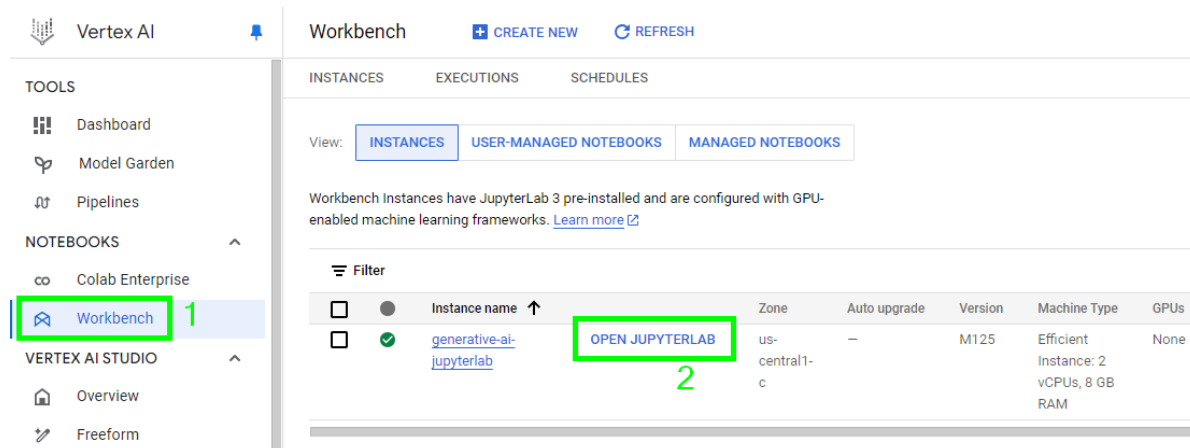 Vertex AI
TOOLS
Dashboard
Model Garden
Pipelines
NOTEBOOKS
Colab Enterprise
Workbench
1
VERTEX AI STUDIO
Overview
Freeform
Workbench
CREATE NEW
REFRESH
INSTANCES
EXECUTIONS
SCHEDULES
View:
INSTANCES
USER-MANAGED NOTEBOOKS
MANAGED NOTEBOOKS
Workbench Instances have JupyterLab 3 pre-installed and are configured with GPU-
enabled machine learning frameworks. Learn more
Filter
Instance name
Zone
Auto upgrade
Version
Machine Type
GPUs
generative-ai-
jupyterlab
OPEN JUPYTERLAB
2
us-
central1-
c
—
M125
Efficient
Instance: 2
vCPUs, 8 GB
RAM
None